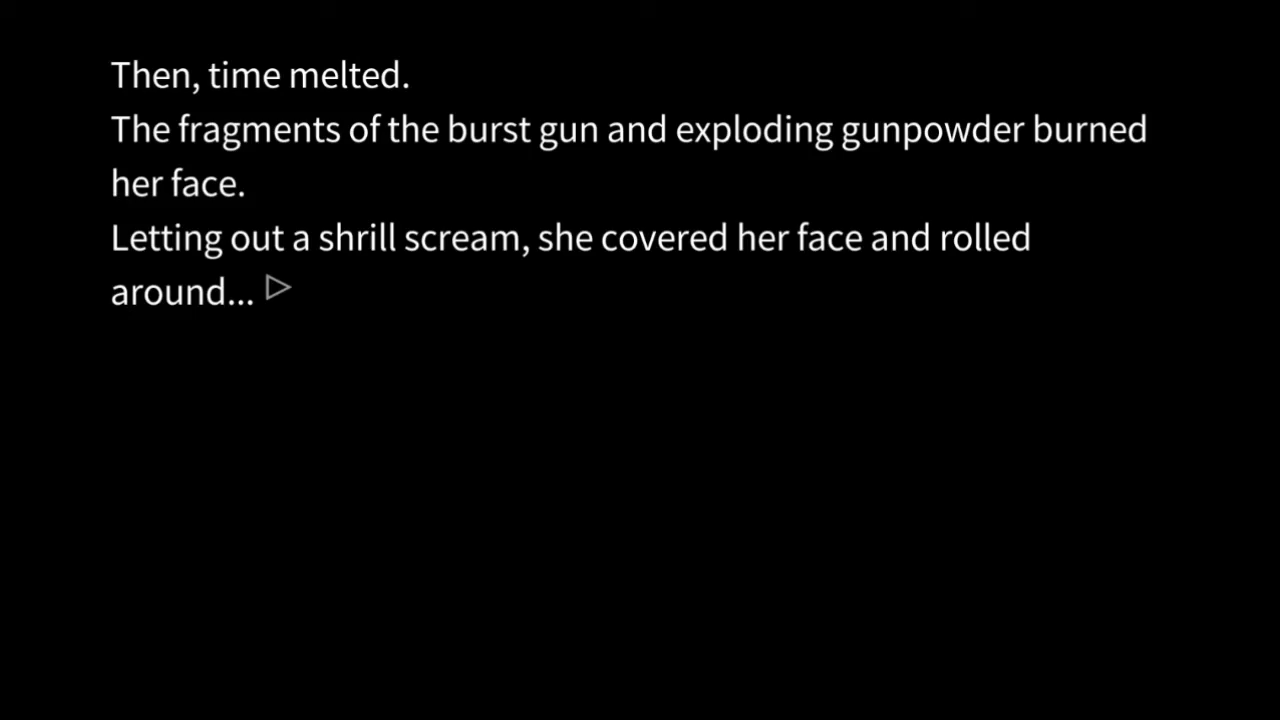 Then, time melted.
The fragments of the burst gun and exploding gunpowder burned
her face.
Letting out a shrill scream, she covered her face and rolled
around...